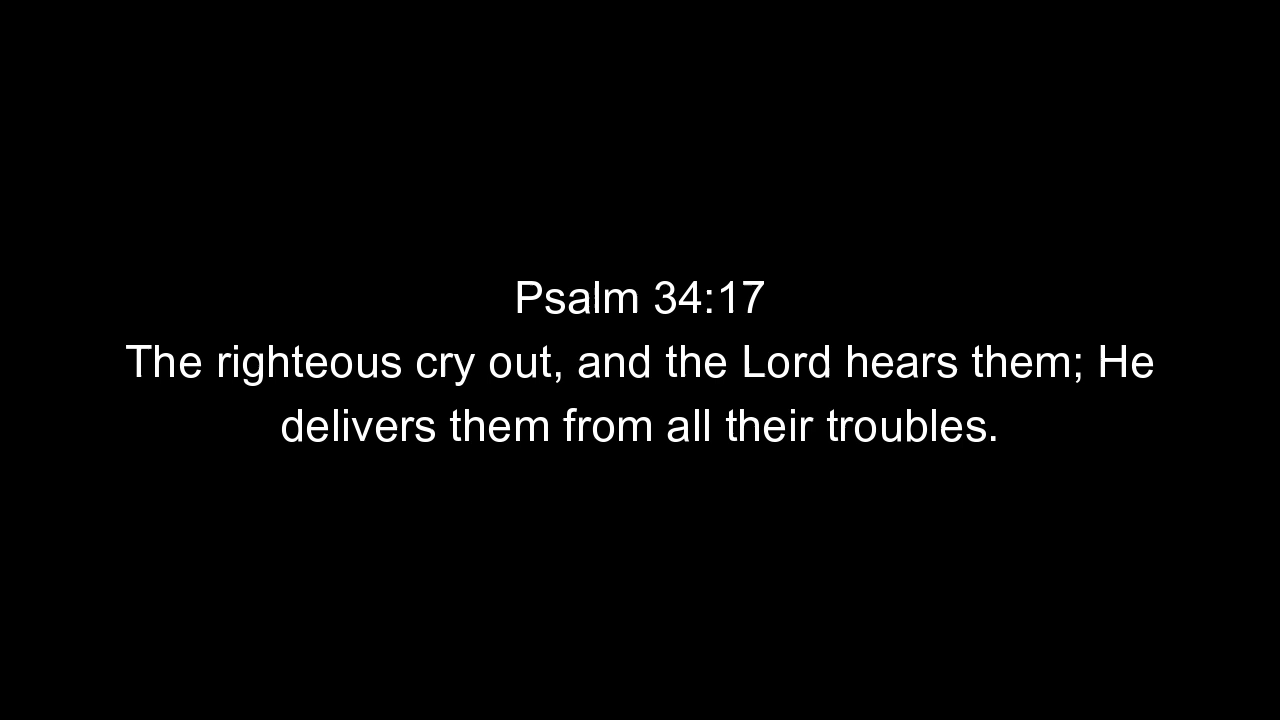 Psalm 34:17
The righteous cry out, and the Lord hears them; He
delivers them from all their troubles.